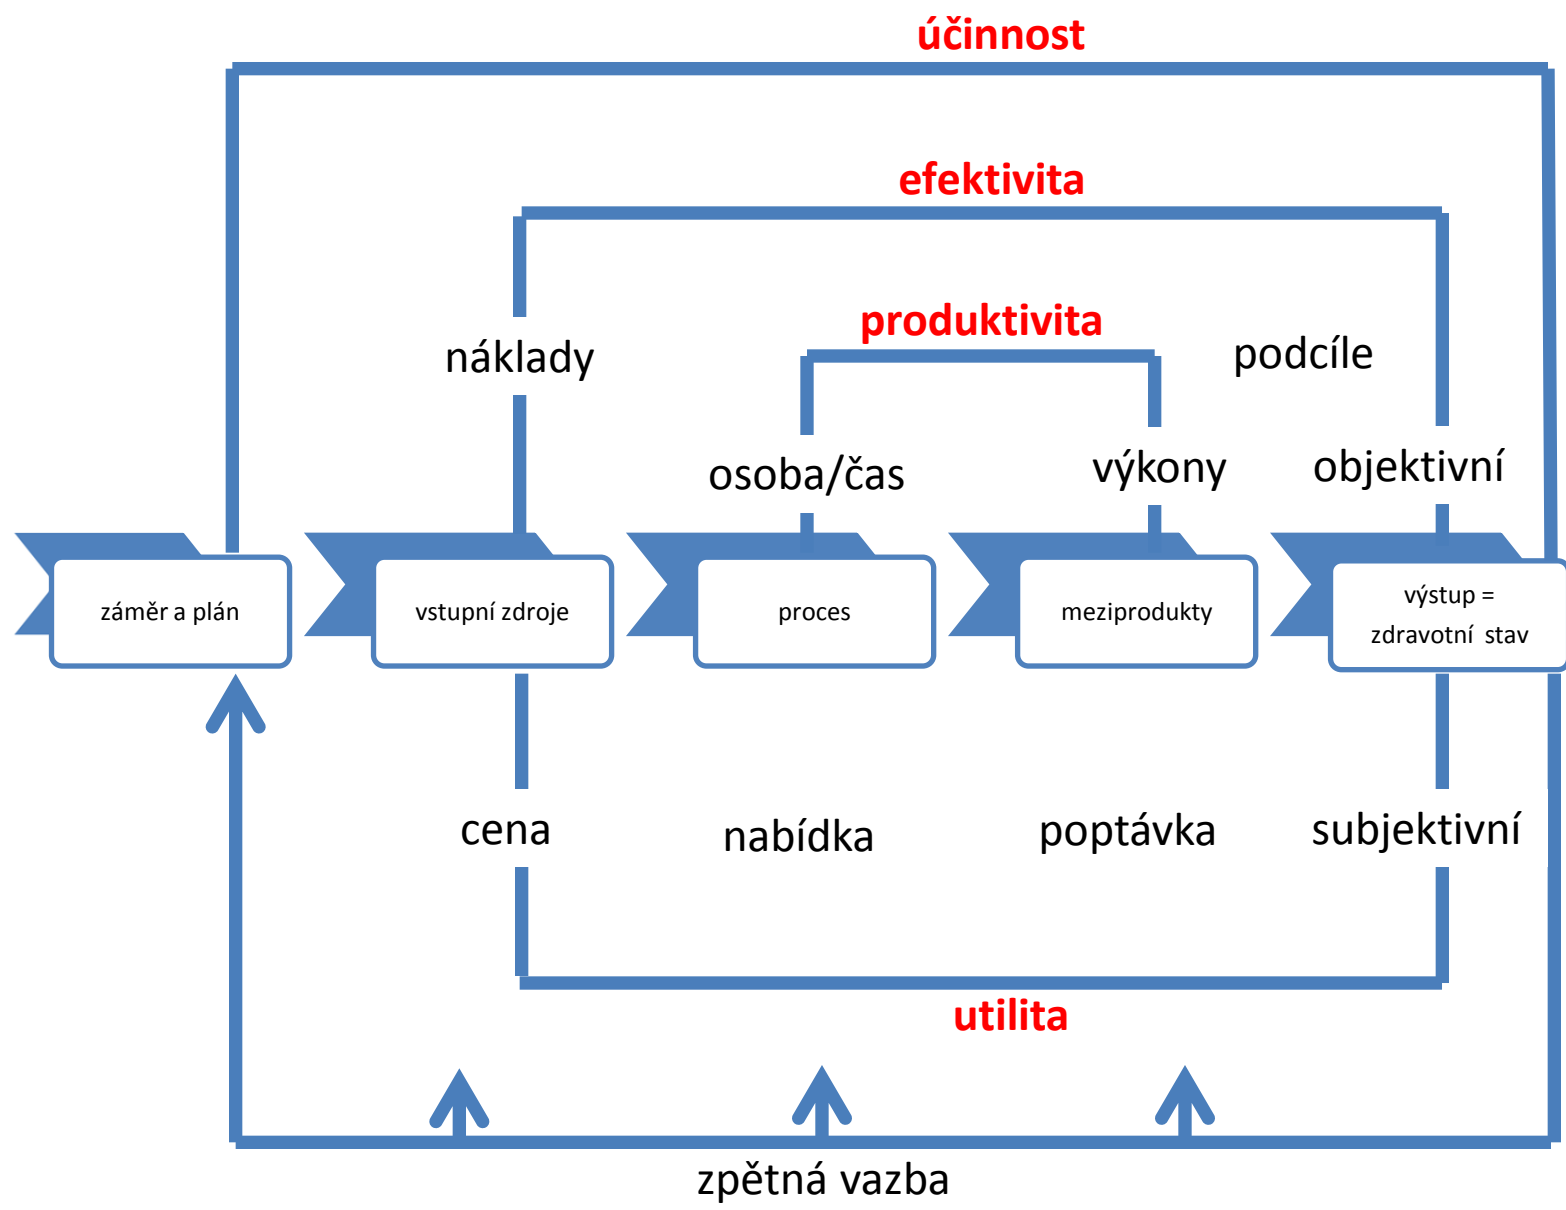 účinnost
efektivita
produktivita
náklady
podcíle
osoba/čas
výkony
objektivní
záměr a plán
vstupní zdroje
proces
meziprodukty
výstup =
zdravotní stav
cena
nabídka
poptávka
subjektivní
utilita
zpětná vazba